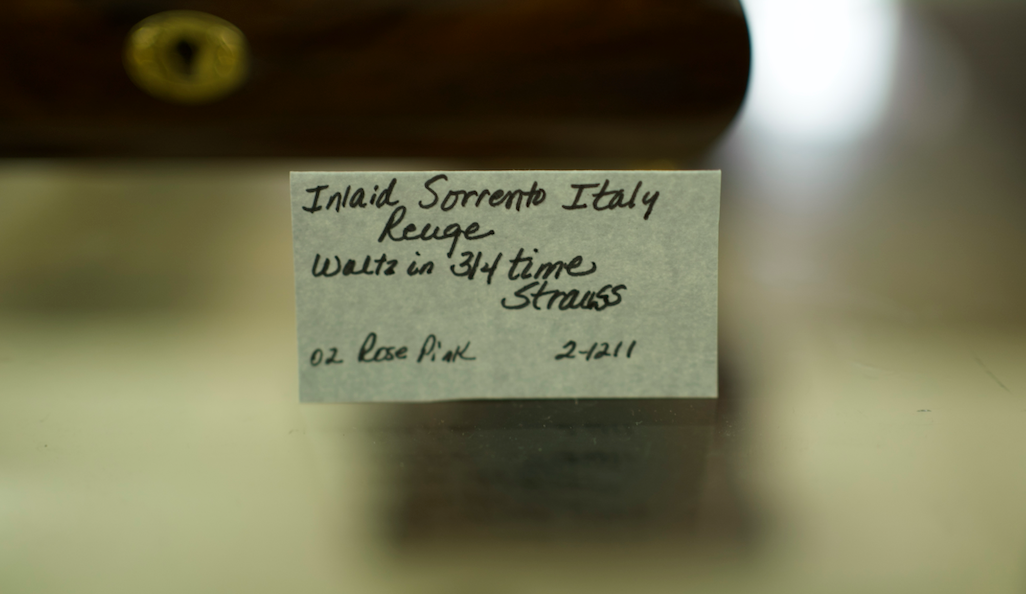 Inlaid Sorrento Italy
Reuge
Waltz in 3/4 time
Strauss
02 Rose Pink 2-1211